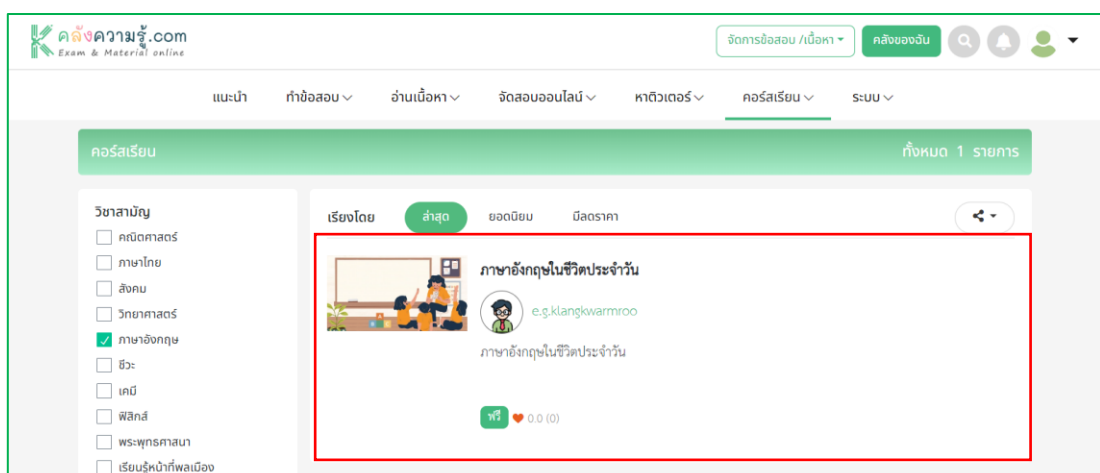 คลังความรู้.com
Exam & Material online
จัดการข้อสอบ /เนื้อหา
คลังของฉัน
แนะนำ ทำข้อสอบ อ่านเนื้อหา จัดสอบออนไลน์ หาติวเตอร์ คอร์สเรียน ระบบ
คอร์สเรียน ทั้งหมด 1 รายการ
วิชาสามัญ
คณิตศาสตร์
ภาษาไทย
สังคม
วิทยาศาสตร์
ภาษาอังกฤษ
ชีวะ
เคมี
ฟิสิกส์
พระพุทธศาสนา
เรียนรู้หน้าที่พลเมือง
เรียงโดย ล่าสุด ยอดนิยม มีลดราคา
ภาษาอังกฤษในชีวิตประจำวัน
e.g.klangkwarmroo
ภาษาอังกฤษในชีวิตประจำวัน
ฟรี 0.0 (0)